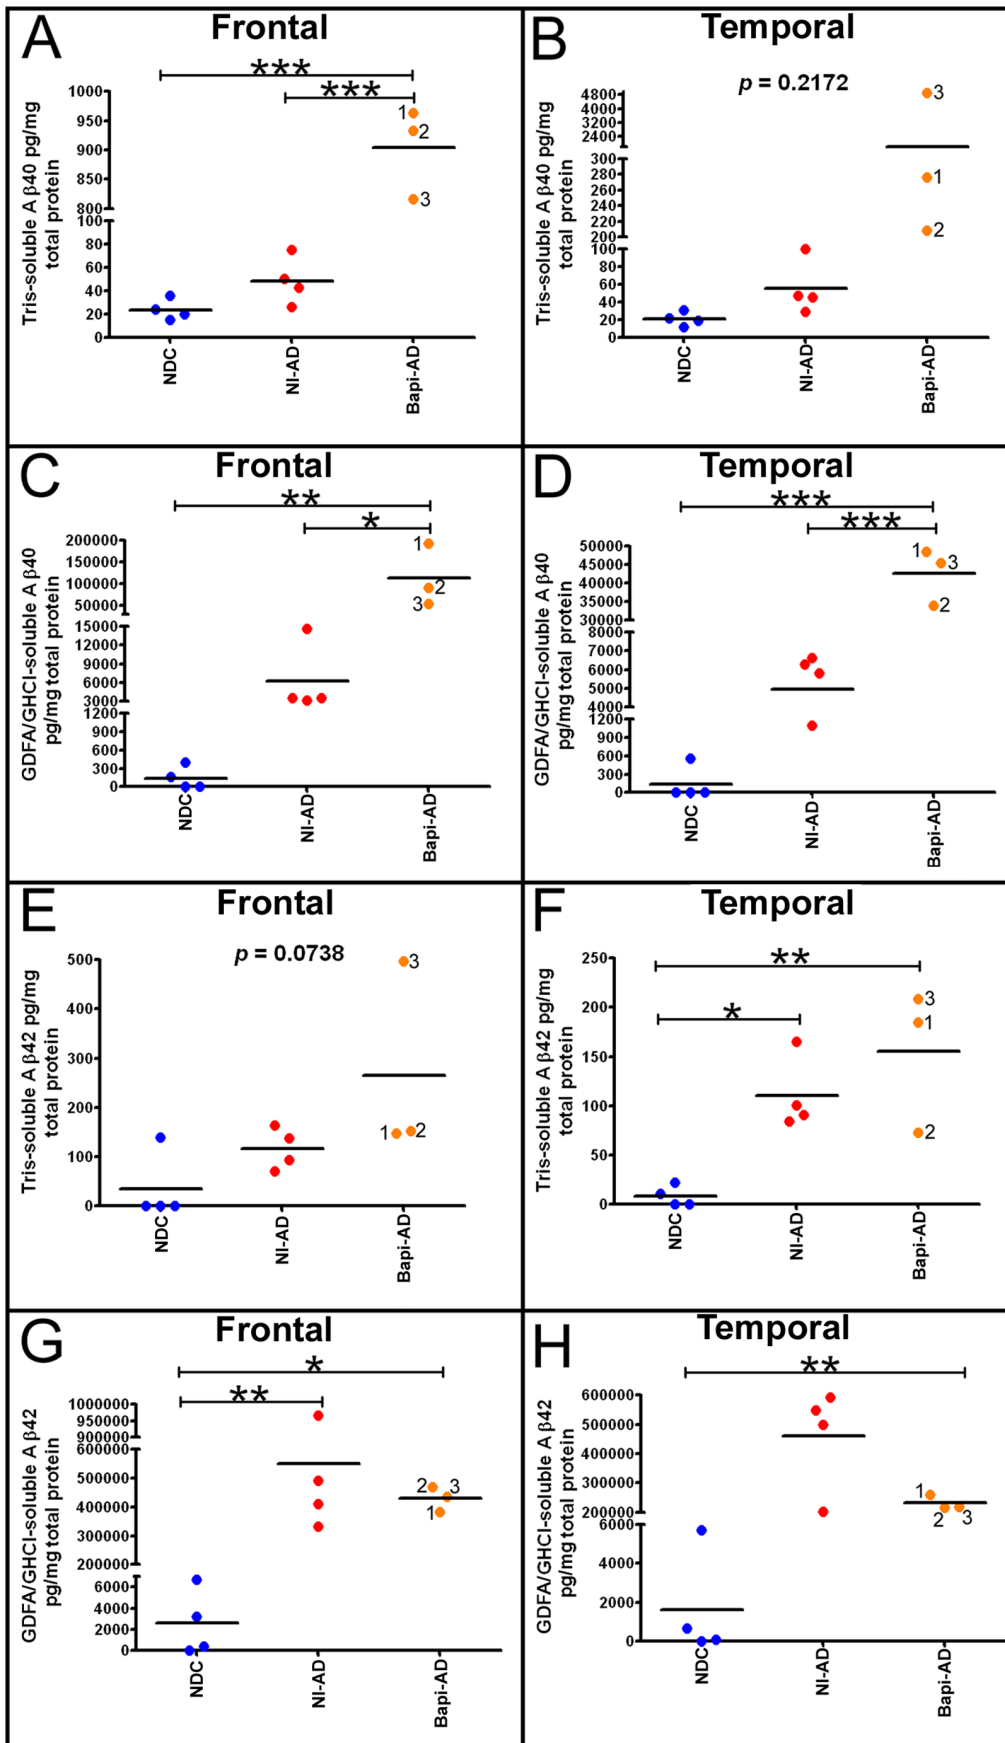 A
Frontal
***
***
Tris-soluble A β40 pg/mg
total protein
1000
950
900
850
800
100
80
60
40
20
0
1
2
3
NDC
NI-AD
Bapi-AD
B
Temporal
p = 0.2172
Tris-soluble A β40 pg/mg
total protein
4800
4000
3200
2400
300
280
260
240
220
200
100
80
60
40
20
0
3
1
2
NDC
NI-AD
Bapi-AD
C
Frontal
**
*
GDFA/GHCl-soluble A β40
pg/mg total protein
200000
150000
100000
50000
15000
12000
9000
6000
3000
1200
900
600
300
0
1
2
3
NDC
NI-AD
Bapi-AD
D
Temporal
***
***
GDFA/GHCl-soluble A β40
pg/mg total protein
50000
45000
40000
35000
30000
8000
7000
6000
5000
4000
1200
900
600
300
0
1
3
2
NDC
NI-AD
Bapi-AD
E
Frontal
p = 0.0738
Tris-soluble A β42 pg/mg
total protein
500
400
300
200
100
0
3
1 2
NDC
NI-AD
Bapi-AD
F
Temporal
**
*
Tris-soluble A β42 pg/mg
total protein
250
200
150
100
50
0
3
1
2
NDC
NI-AD
Bapi-AD
G
Frontal
*
**
GDFA/GHCl-soluble A β42
pg/mg total protein
1000000
950000
900000
600000
500000
400000
300000
200000
6000
4000
2000
0
2 3
1
NDC
NI-AD
Bapi-AD
H
Temporal
**
GDFA/GHCl-soluble A β42
pg/mg total protein
600000
500000
400000
300000
200000
6000
4000
2000
0
1
2 3
NDC
NI-AD
Bapi-AD